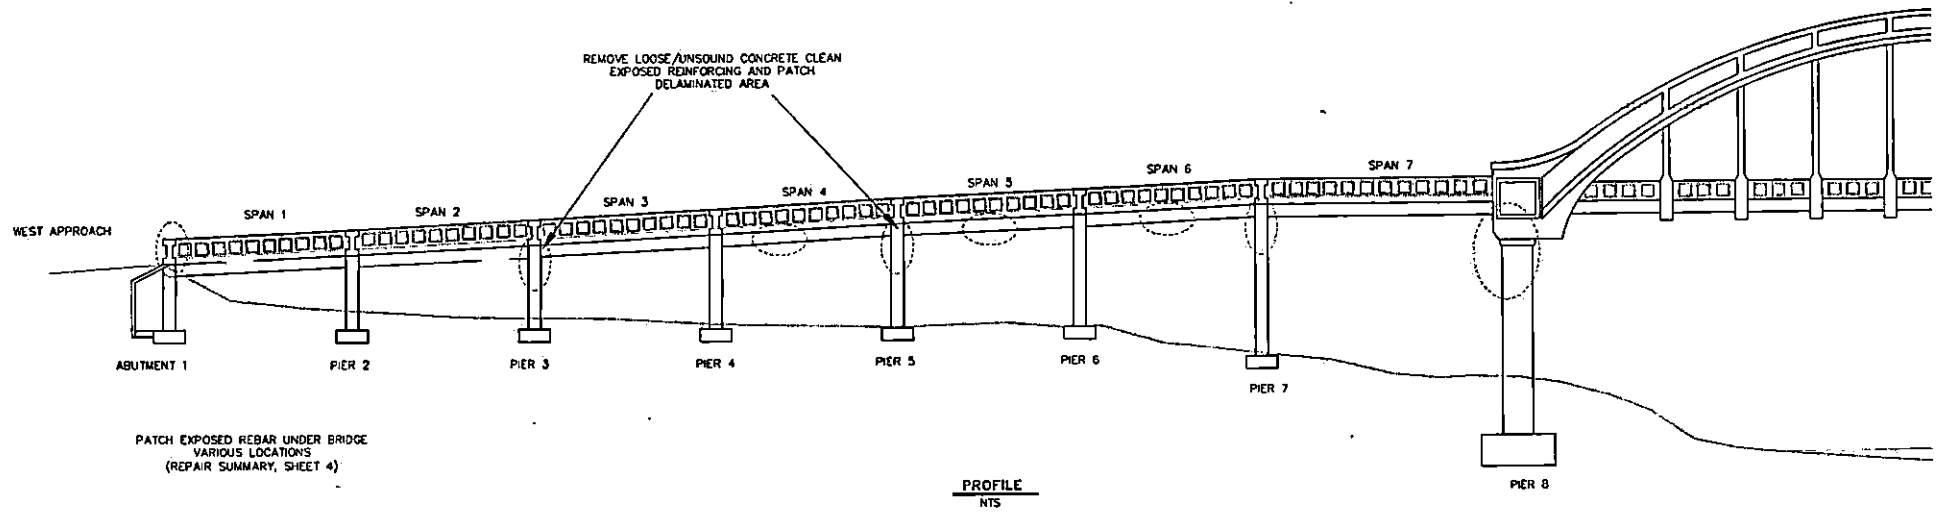 REMOVE LOOSE/UNSOUND CONCRETE CLEAN
EXPOSED REINFORCING AND PATCH
DELAMINATED AREA
WEST APPROACH
SPAN 1
SPAN 2
SPAN 3
SPAN 4
SPAN 5
SPAN 6
SPAN 7
ABUTMENT 1
PIER 2
PIER 3
PIER 4
PIER 5
PIER 6
PIER 7
PIER 8
PATCH EXPOSED REBAR UNDER BRIDGE
VARIOUS LOCATIONS
(REPAIR SUMMARY, SHEET 4)
PROFILE
NTS